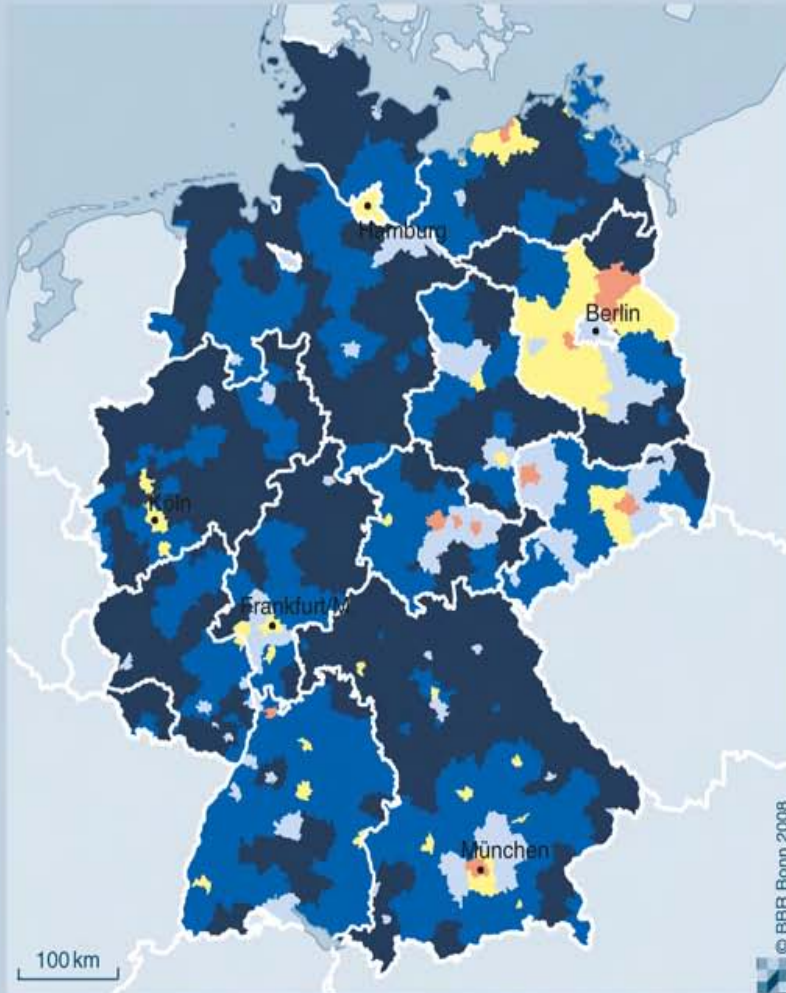 Hamburg
Berlin
Köln
Frankfurt/M.
München
100 km
© BBR Bonn 2008